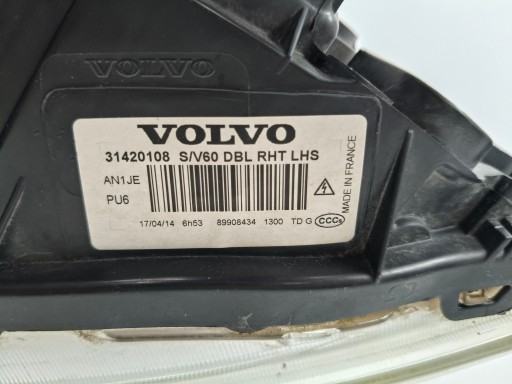 VOLVO
VOLVO
31420108 S/V60 DBL RHT LHS
AN1JE
PU6
17/04/14 6h53 89908434 1300 TD G CCC
MADE IN FRANCE